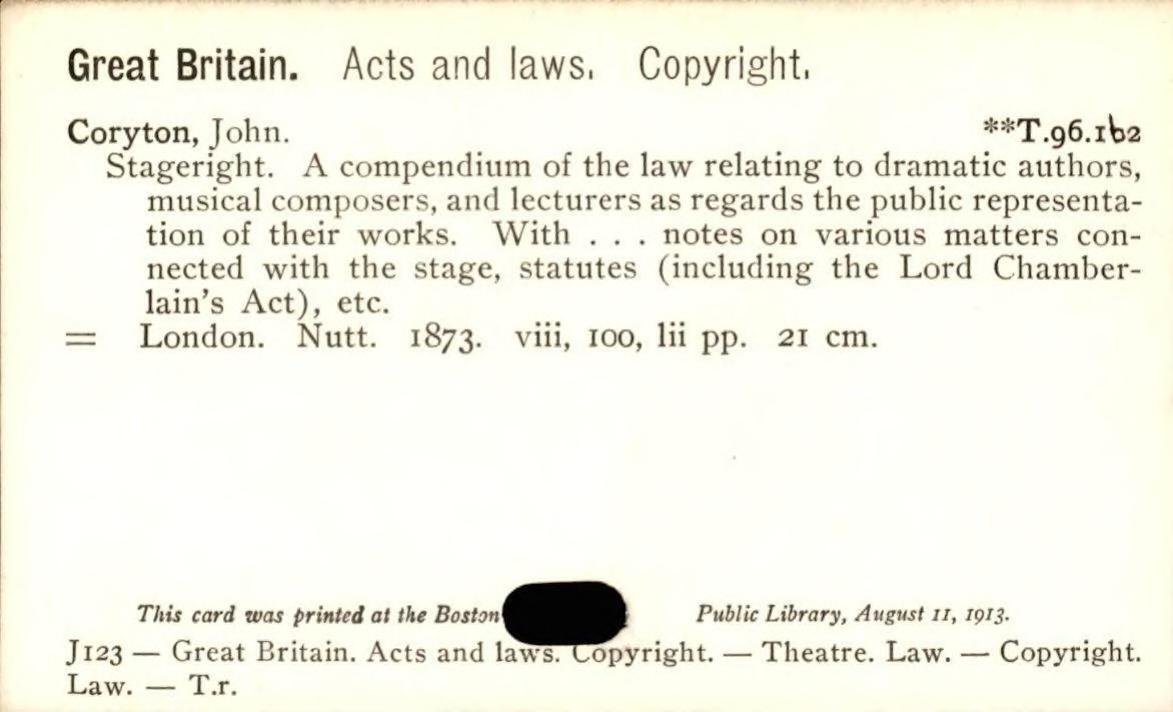 Great Britain. Acts and laws. Copyright.
Coryton, John. **T.96.1b2
Stageright. A compendium of the law relating to dramatic authors,
musical composers, and lecturers as regards the public representa-
tion of their works. With . . . notes on various matters con-
nected with the stage, statutes (including the Lord Chamber-
lain's Act), etc.
= London. Nutt. 1873. viii, 100, lii pp. 21 cm.
This card was printed at the Boston Public Library, August 11, 1913.
J123 — Great Britain. Acts and laws. Copyright. — Theatre. Law. — Copyright.
Law. — T.r.